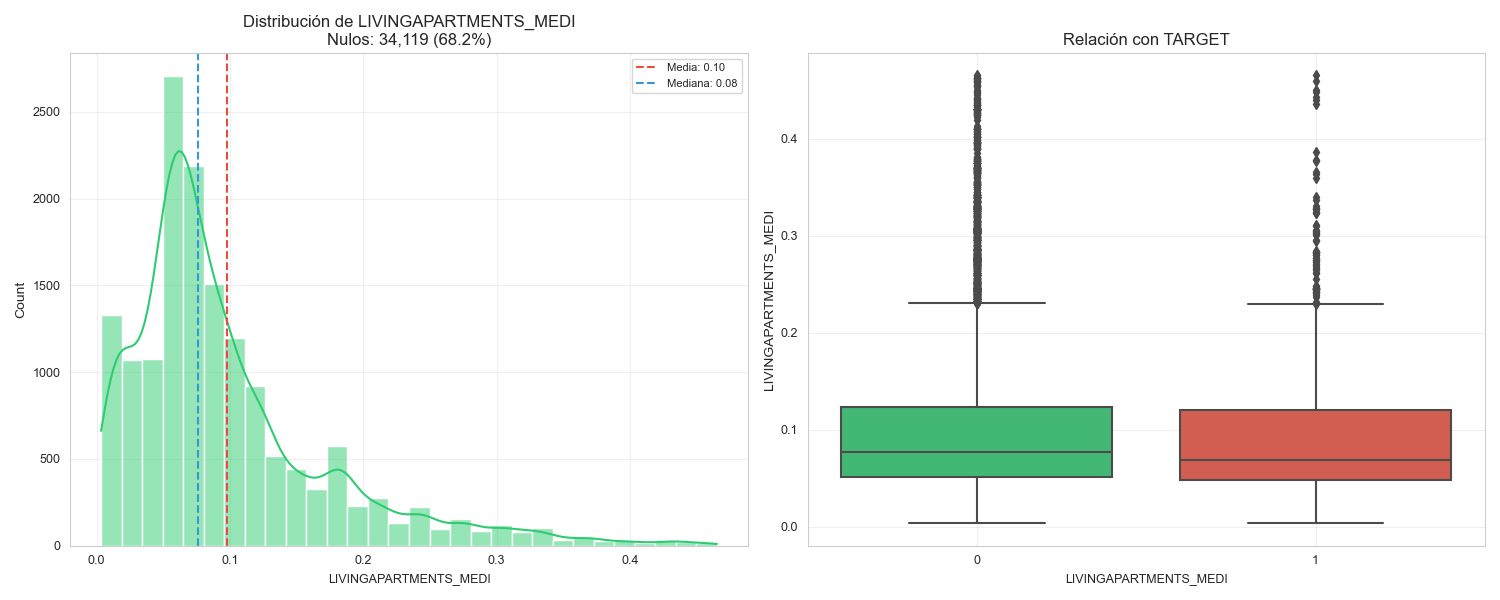 Distribución de LIVINGAPARTMENTS_MEDI
Nulos: 34,119 (68.2%)
Media: 0.10
Mediana: 0.08
Count
2500
2000
1500
1000
500
0
0.0
0.1
0.2
0.3
0.4
LIVINGAPARTMENTS_MEDI
Relación con TARGET
LIVINGAPARTMENTS_MEDI
0.4
0.3
0.2
0.1
0.0
0
1
LIVINGAPARTMENTS_MEDI